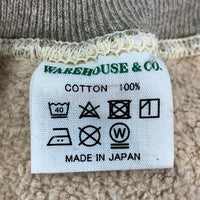 WAREHOUSE & CO.
COTTON 100%
40
MADE IN JAPAN